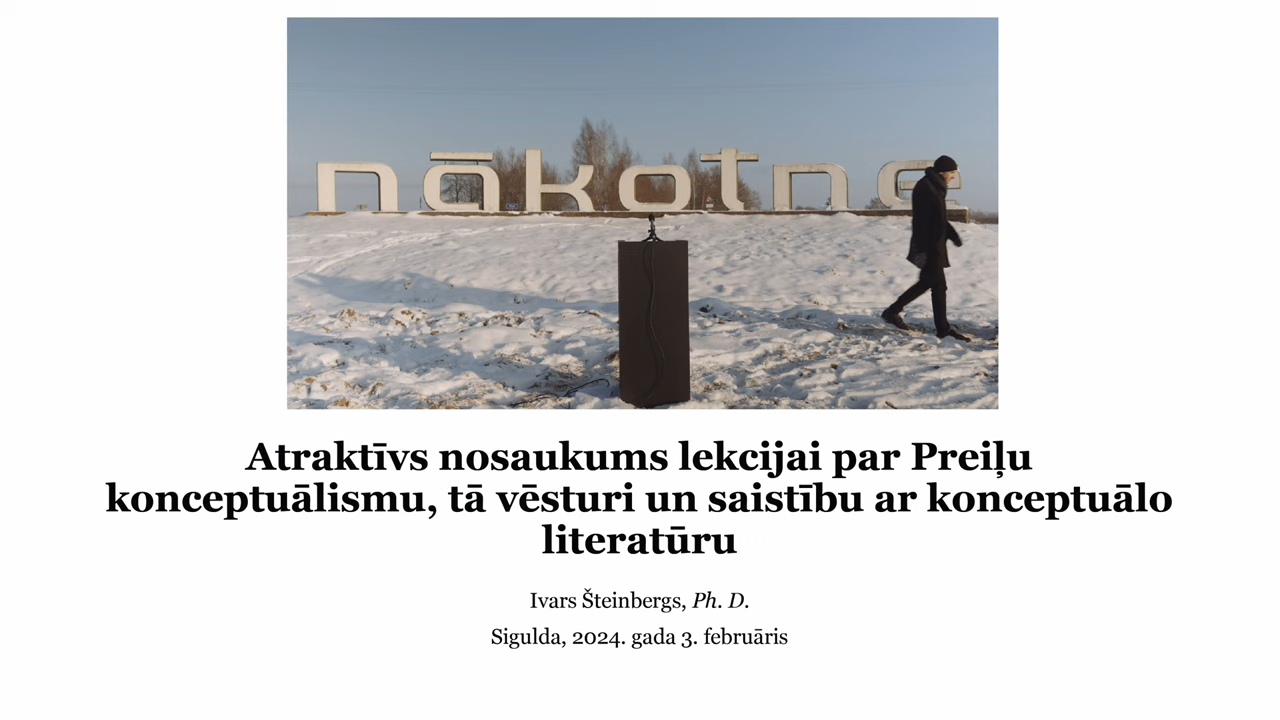 nākotne
Atraktīvs nosaukums lekcijai par Preiļu
konceptuālismu, tā vēsturi un saistību ar konceptuālo
literatūru
Ivars Šteinbergs, Ph. D.
Sigulda, 2024. gada 3. februāris